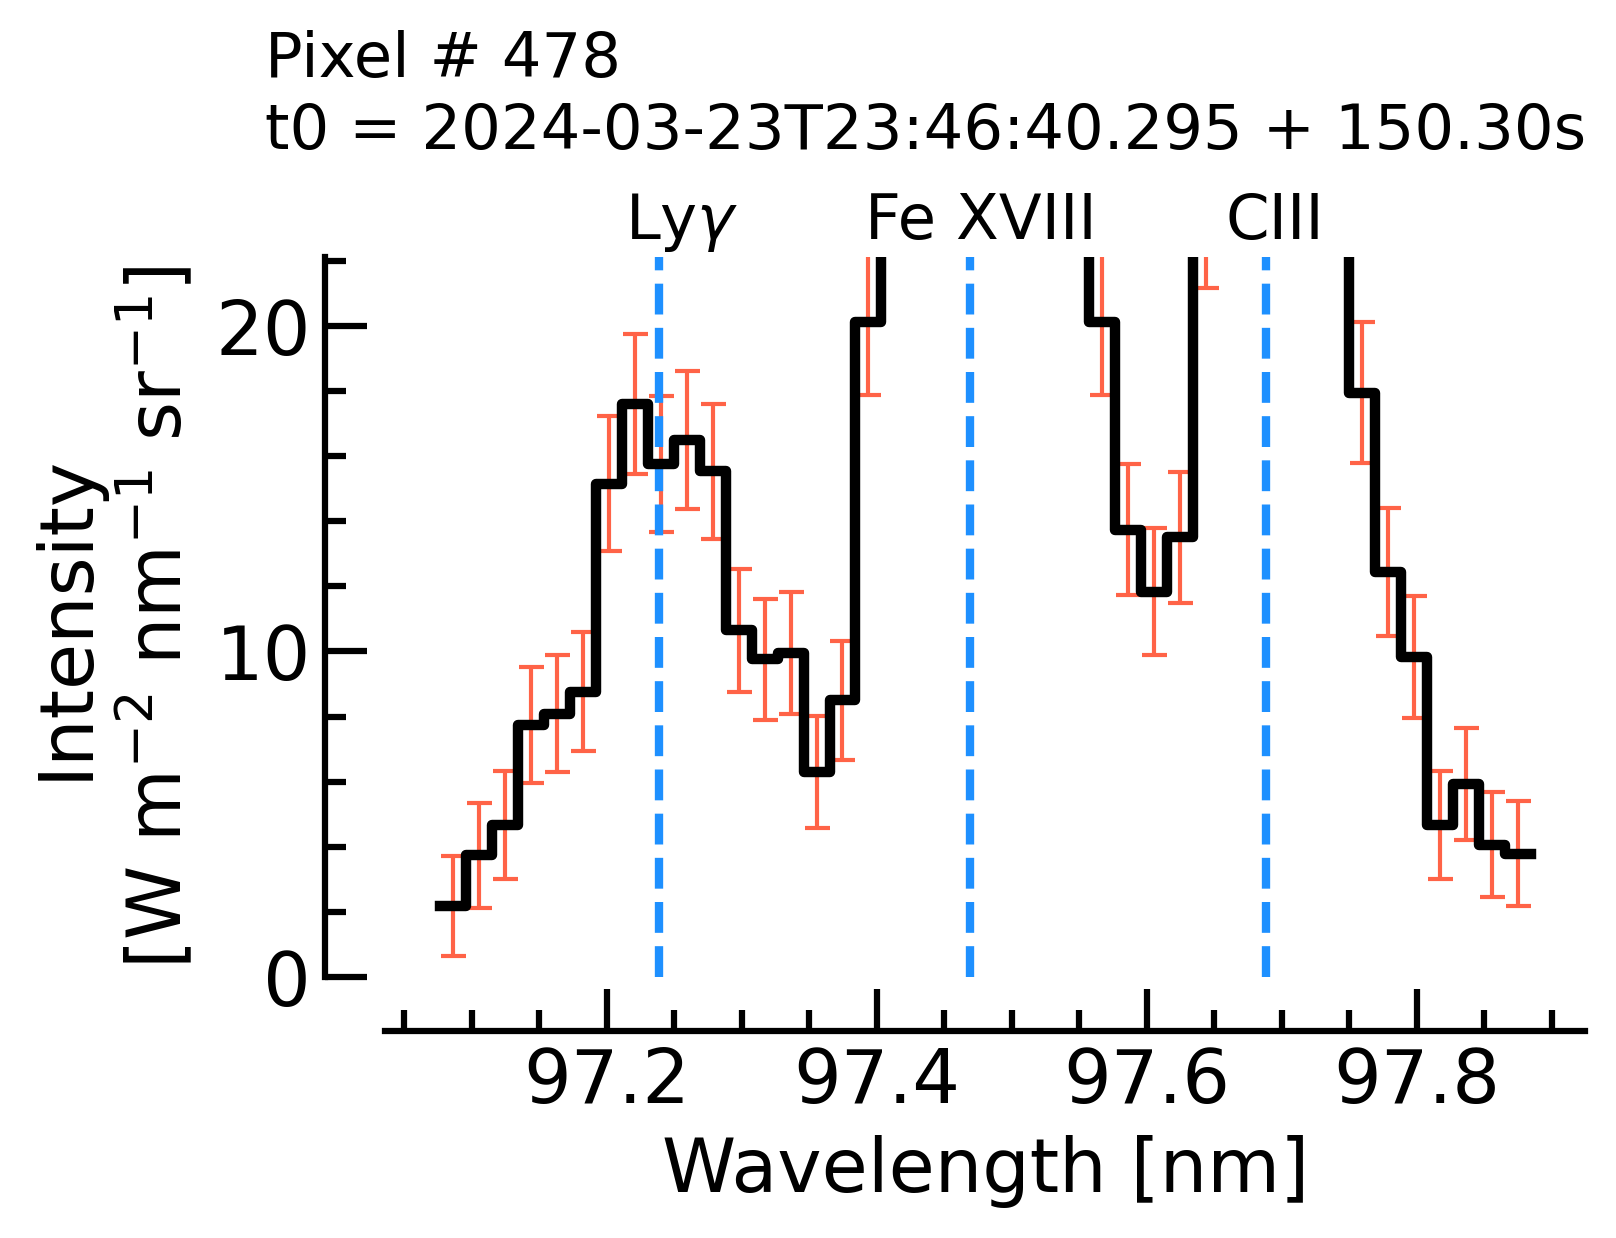 Pixel # 478
t0 = 2024-03-23T23:46:40.295 + 150.30s
Lyγ Fe XVIII CIII
Intensity
[W m⁻² nm⁻¹ sr⁻¹]
20
10
0
97.2 97.4 97.6 97.8
Wavelength [nm]